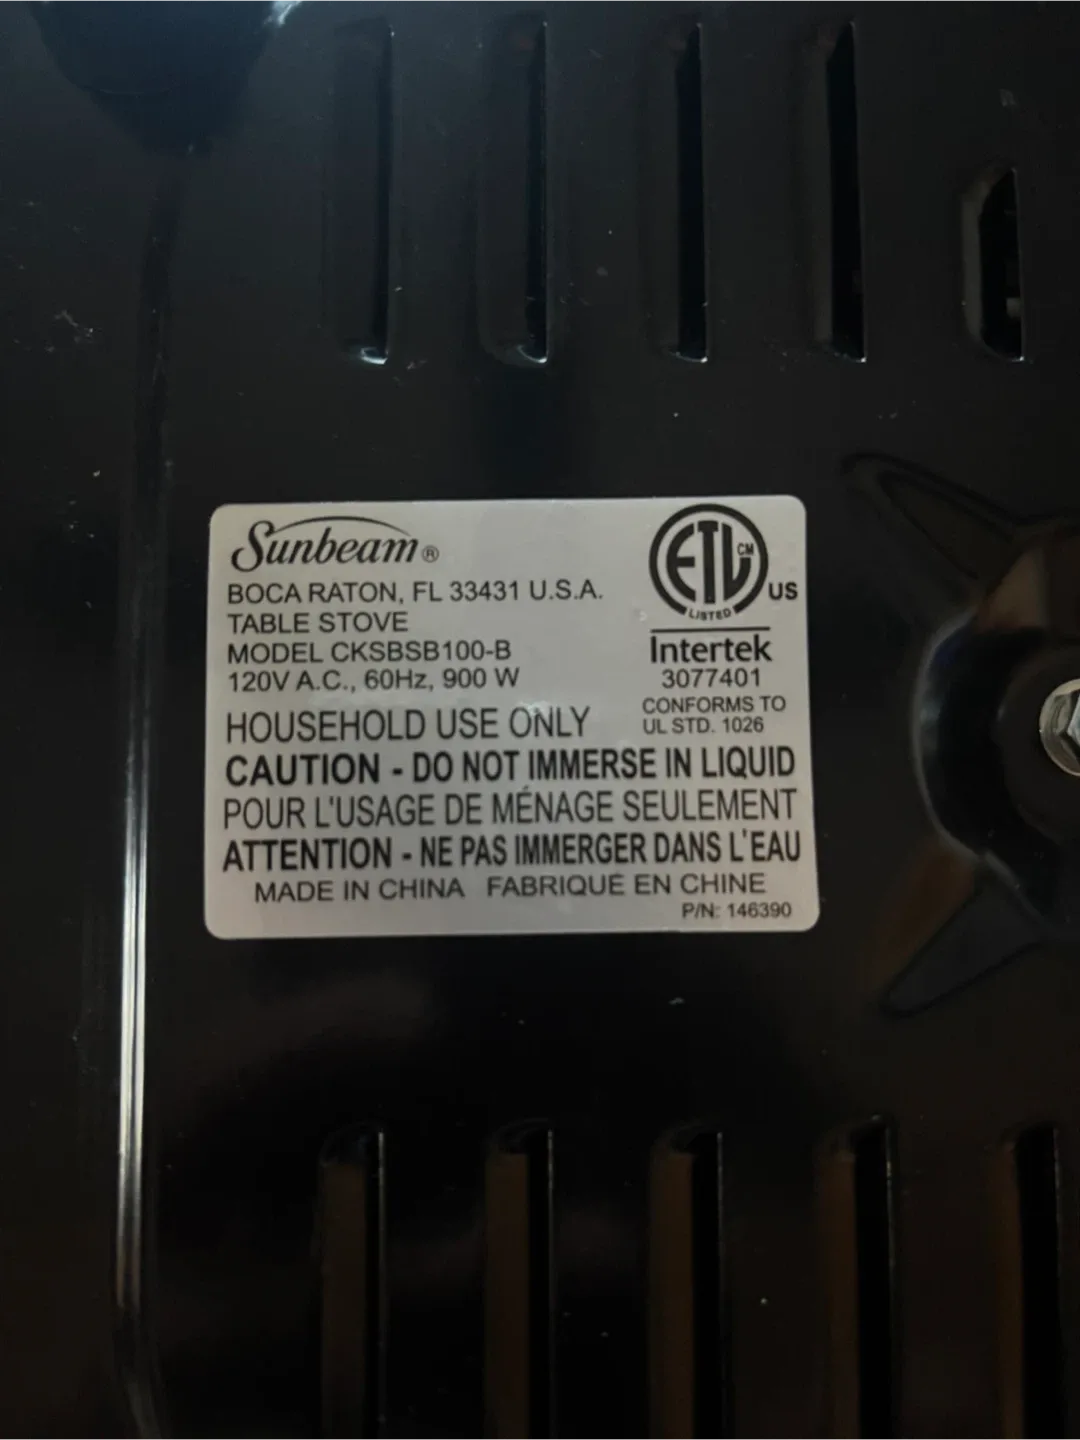 Sunbeam®
BOCA RATON, FL 33431 U.S.A.
TABLE STOVE
MODEL CKSBSB100-B
120V A.C., 60Hz, 900 W
ETL CM
LISTED
US
Intertek
3077401
CONFORMS TO
UL STD. 1026
HOUSEHOLD USE ONLY
CAUTION - DO NOT IMMERSE IN LIQUID
POUR L'USAGE DE MÉNAGE SEULEMENT
ATTENTION - NE PAS IMMERGER DANS L'EAU
MADE IN CHINA FABRIQUÉ EN CHINE
P/N: 146390